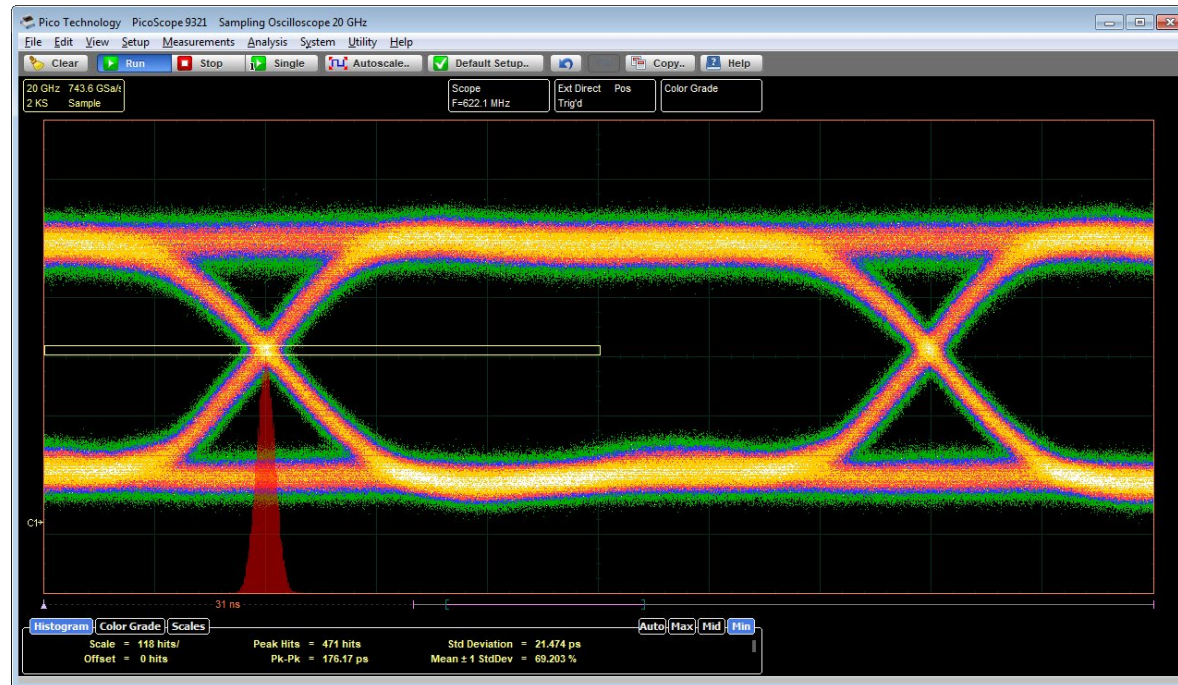 Pico Technology PicoScope 9321 Sampling Oscilloscope 20 GHz
File Edit View Setup Measurements Analysis System Utility Help
Clear Run Stop Single Autoscale.. Default Setup.. Copy.. Help
20 GHz 743.6 GSa/s Scope Ext Direct Pos Color Grade
2 KS Sample F=622.1 MHz Trig'd
C1
31 ns
Histogram Color Grade Scales Auto Max Mid Min
Scale = 118 hits/ Peak Hits = 471 hits Std Deviation = 21.474 ps
Offset = 0 hits Pk-Pk = 176.17 ps Mean ± 1 StdDev = 69.203 %